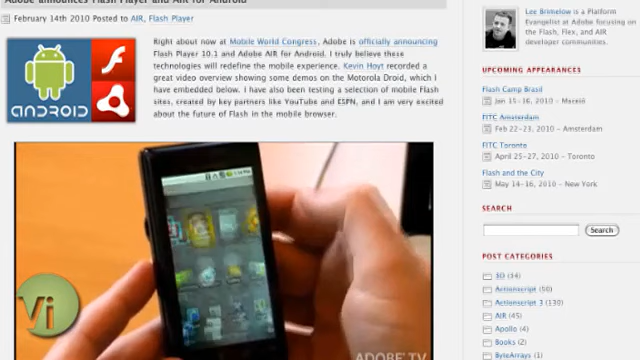 Adobe announces Flash Player and AIR for Android
February 14th 2010 Posted to AIR, Flash Player
Right about now at Mobile World Congress, Adobe is officially announcing
Flash Player 10.1 and Adobe AIR for Android. I truly believe these
technologies will redefine the mobile experience. Kevin Hoyt recorded a
great video overview showing some demos on the Motorola Droid, which I
have embedded below. I have also been testing a selection of mobile Flash
sites, created by key partners like YouTube and ESPN, and I am very excited
about the future of Flash in the mobile browser.
ANDROID
Vi
ADOBE TV
Lee Brimelow is a Platform
Evangelist at Adobe focusing on
the Flash, Flex, and AIR
developer communities.
UPCOMING APPEARANCES
Flash Camp Brasil
Jan 15-16, 2010 - Maceió
FITC Amsterdam
Feb 22-23, 2010 - Amsterdam
FITC Toronto
April 25-27, 2010 - Toronto
Flash and the City
May 14-16, 2010 - New York
SEARCH
Search
POST CATEGORIES
3D (34)
Actionscript (50)
Actionscript 3 (130)
AIR (45)
Apollo (4)
Books (2)
ByteArrays (1)